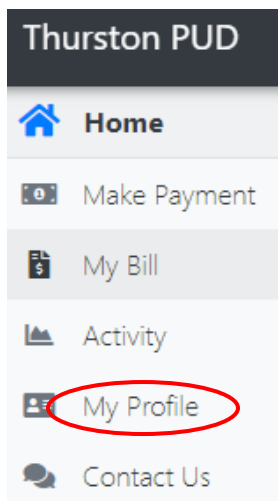 Thurston PUD
Home
Make Payment
My Bill
Activity
My Profile
Contact Us